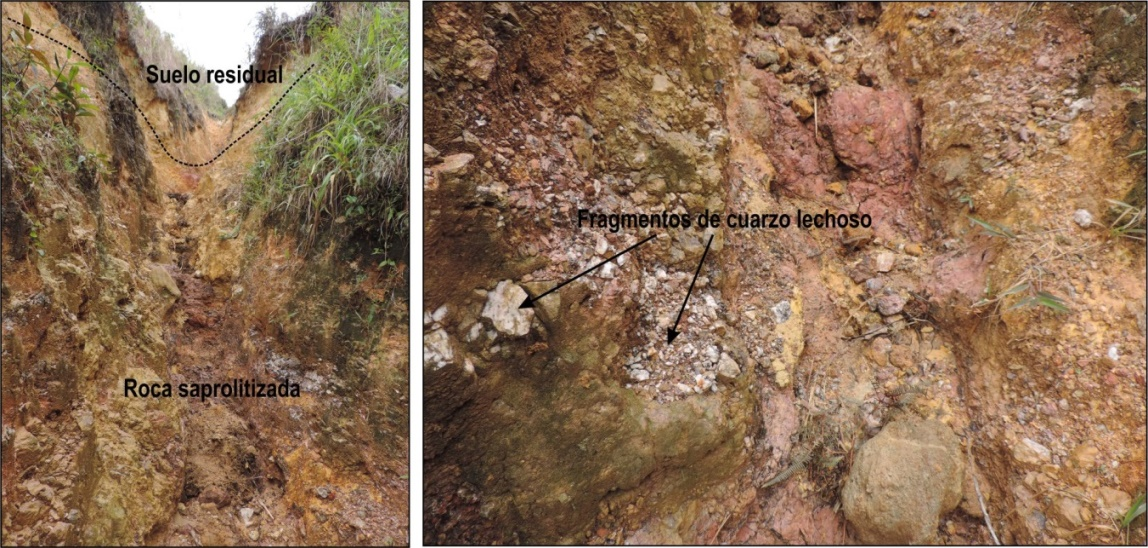 Suelo residual
Roca saprolitizada
Fragmentos de cuarzo lechoso